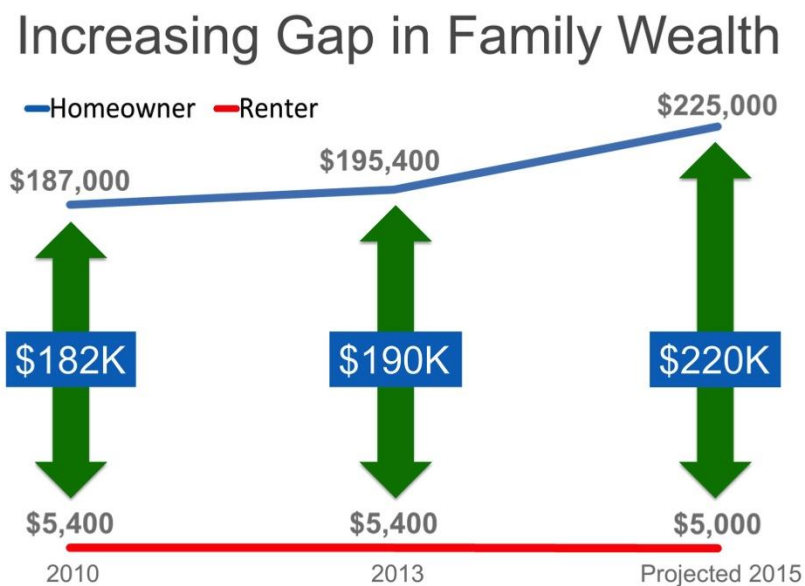 Increasing Gap in Family Wealth
Homeowner Renter
$225,000
$195,400
$187,000
$182K $190K $220K
$5,400 $5,400 $5,000
2010 2013 Projected 2015